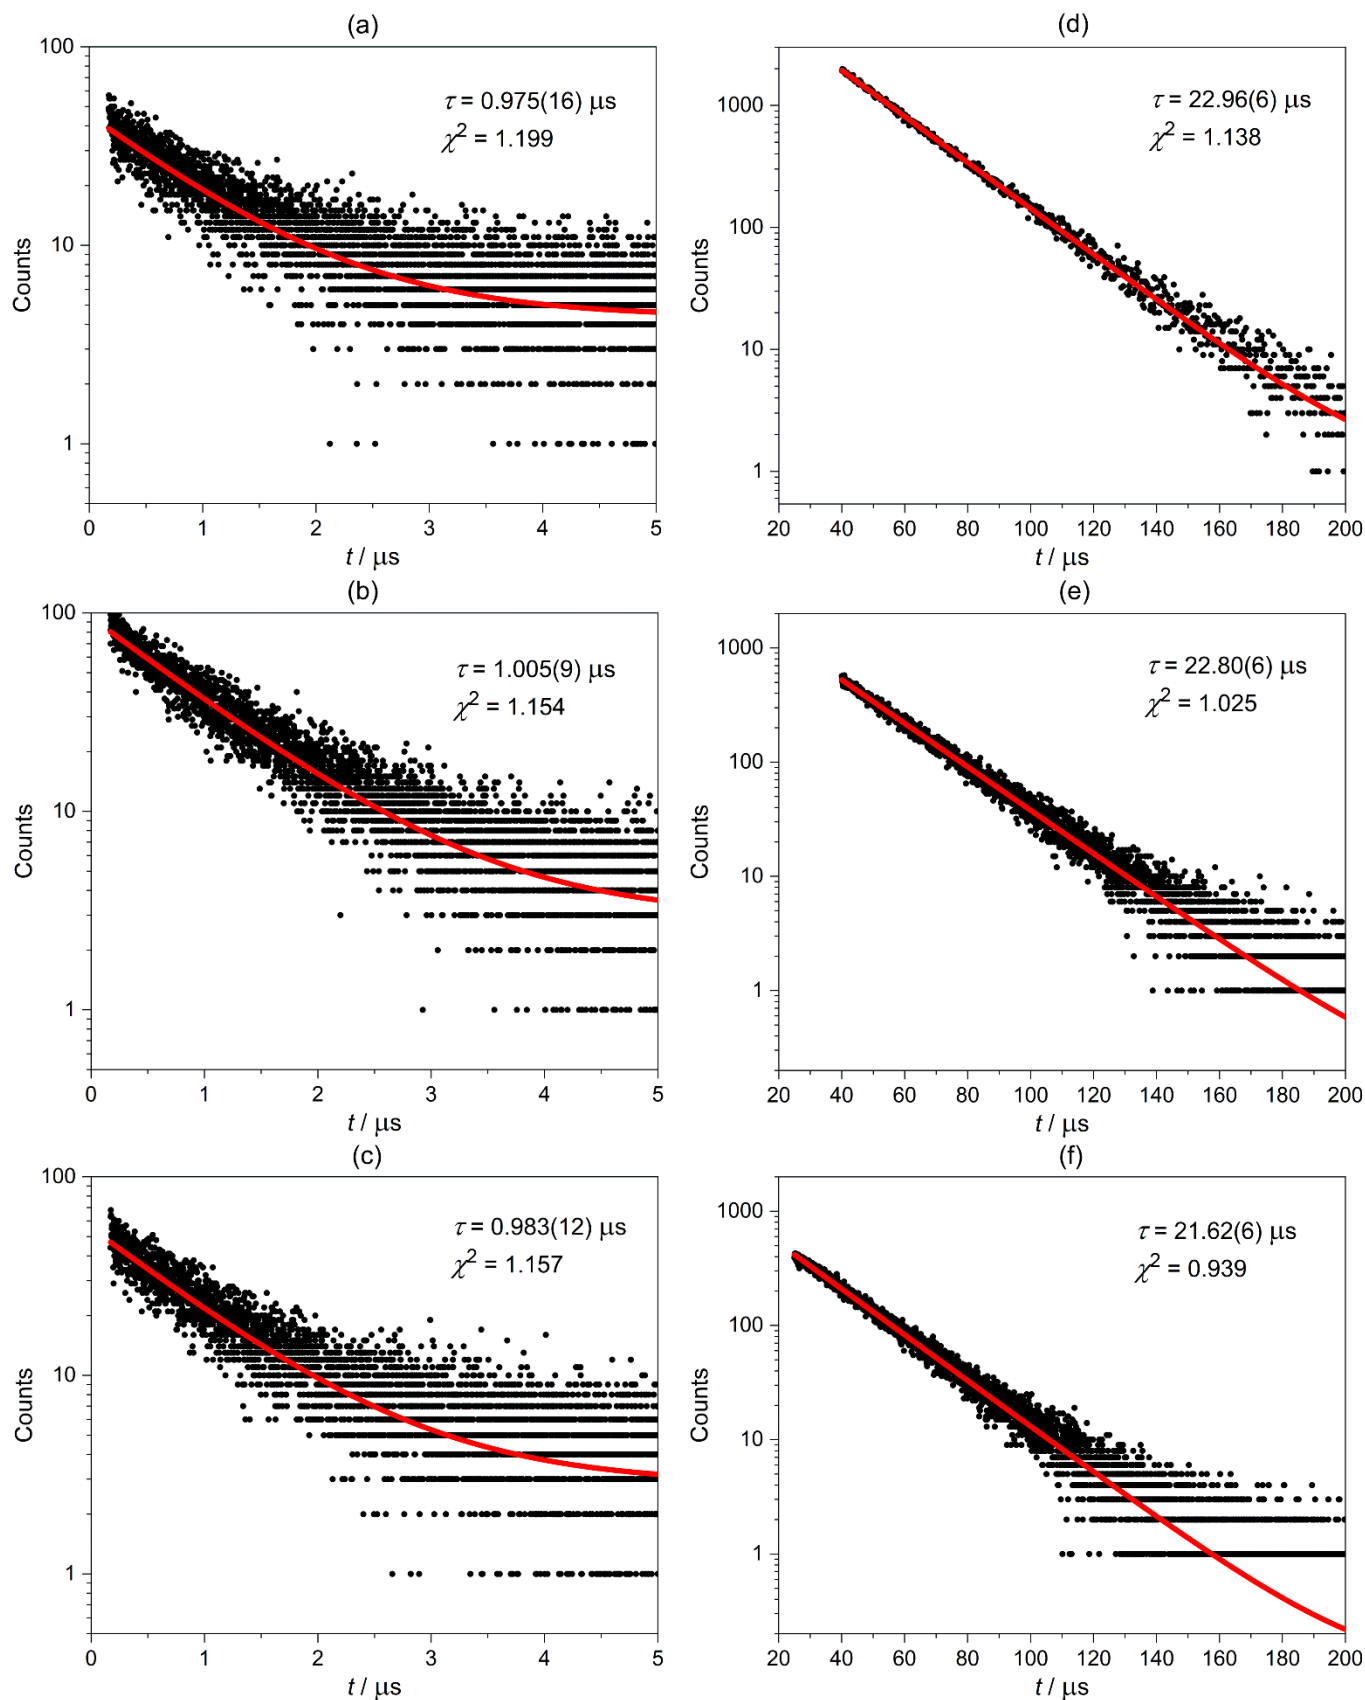 (a)
100
10
1
Counts
τ = 0.975(16) μs
χ² = 1.199
0 1 2 3 4 5
t / μs
(d)
1000
100
10
1
Counts
τ = 22.96(6) μs
χ² = 1.138
20 40 60 80 100 120 140 160 180 200
t / μs
(b)
100
10
1
Counts
τ = 1.005(9) μs
χ² = 1.154
0 1 2 3 4 5
t / μs
(e)
1000
100
10
1
Counts
τ = 22.80(6) μs
χ² = 1.025
20 40 60 80 100 120 140 160 180 200
t / μs
(c)
100
10
1
Counts
τ = 0.983(12) μs
χ² = 1.157
0 1 2 3 4 5
t / μs
(f)
1000
100
10
1
Counts
τ = 21.62(6) μs
χ² = 0.939
20 40 60 80 100 120 140 160 180 200
t / μs